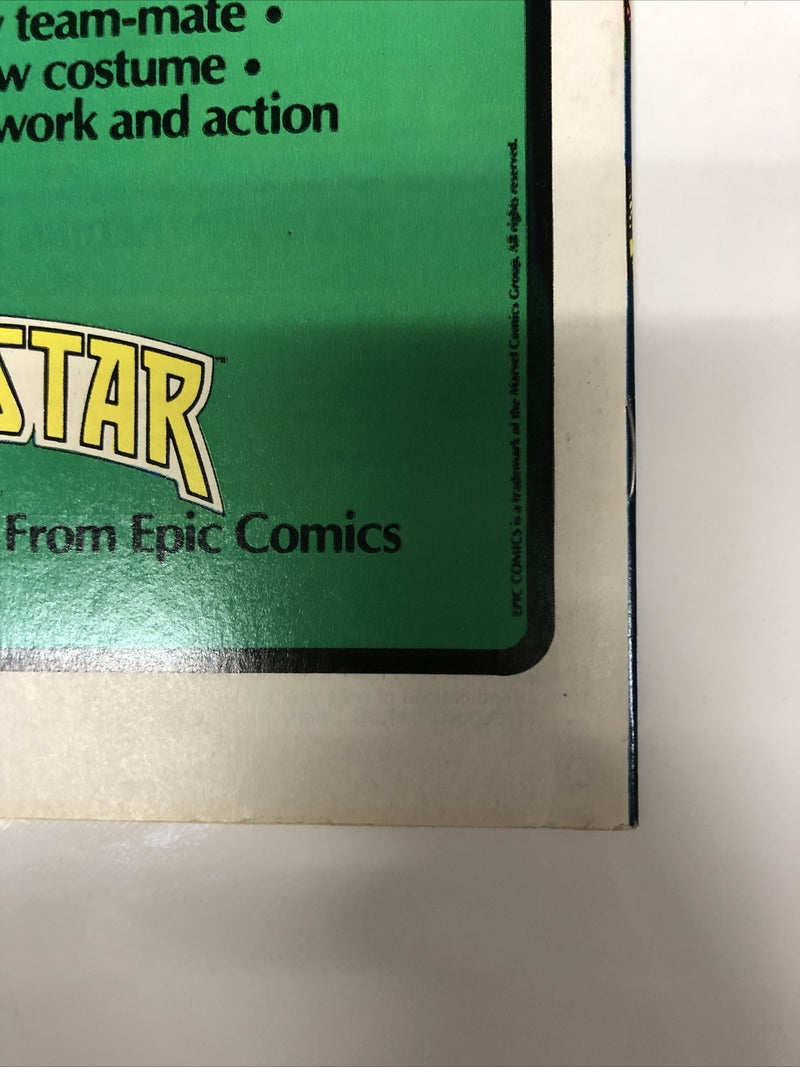 team-mate •
w costume •
work and action
STAR™
From Epic Comics
EPIC COMICS is a trademark of the Marvel Comics Group. All rights reserved.